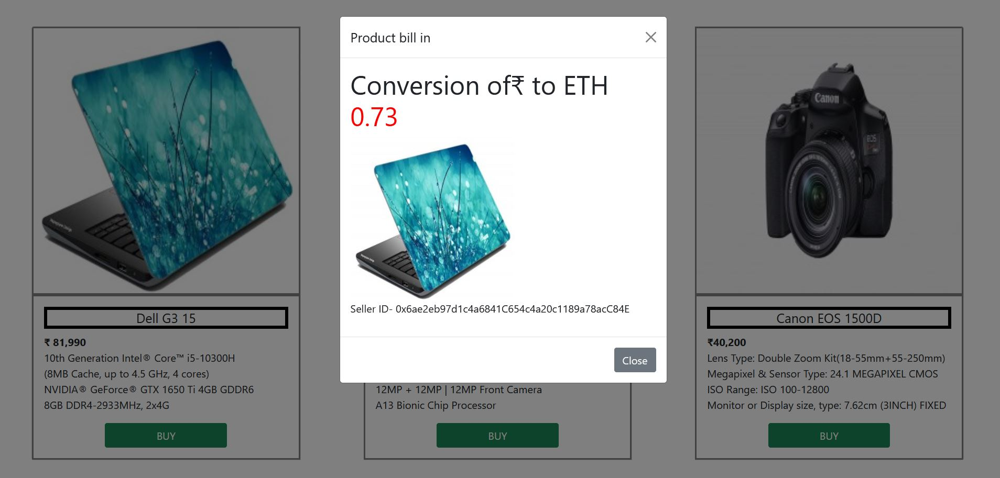 Product bill in
Conversion of₹ to ETH
0.73
Seller ID- 0x6ae2eb97d1c4a6841C654c4a20c1189a78acC84E
Close
Dell G3 15
₹ 81,990
10th Generation Intel® Core™ i5-10300H
(8MB Cache, up to 4.5 GHz, 4 cores)
NVIDIA® GeForce® GTX 1650 Ti 4GB GDDR6
8GB DDR4-2933MHz, 2x4G
BUY
12MP + 12MP | 12MP Front Camera
A13 Bionic Chip Processor
BUY
Canon
EOS
Canon EOS 1500D
₹40,200
Lens Type: Double Zoom Kit(18-55mm+55-250mm)
Megapixel & Sensor Type: 24.1 MEGAPIXEL CMOS
ISO Range: ISO 100-12800
Monitor or Display size, type: 7.62cm (3INCH) FIXED
BUY